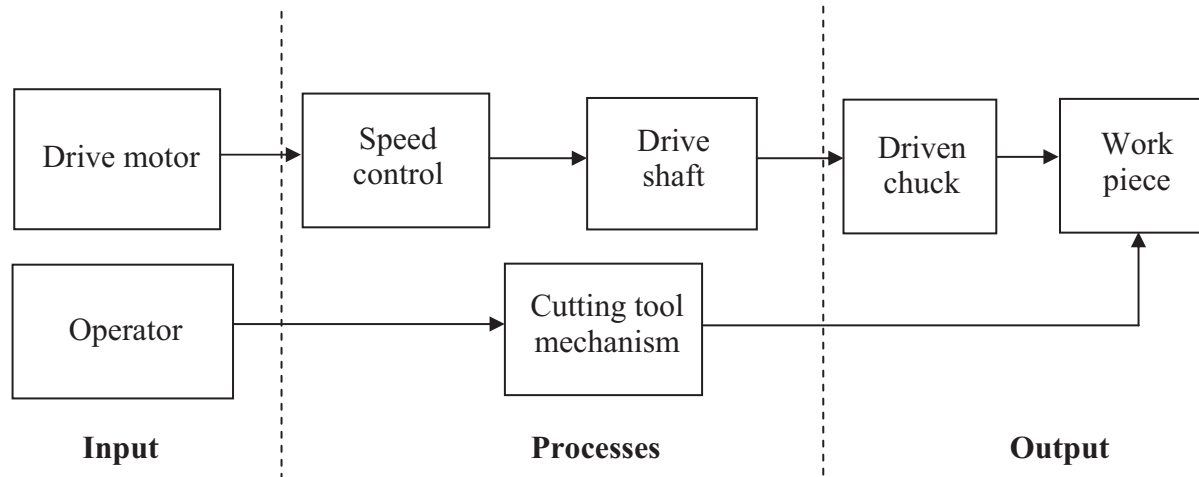 Drive motor
Speed
control
Drive
shaft
Driven
chuck
Work
piece
Operator
Cutting tool
mechanism
Input
Processes
Output